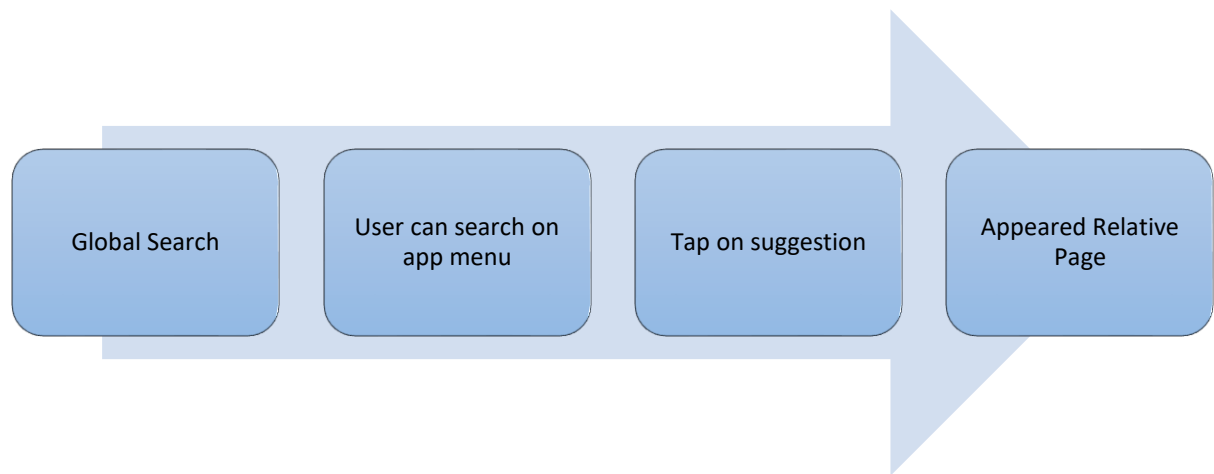 Global Search
User can search on
app menu
Tap on suggestion
Appeared Relative
Page